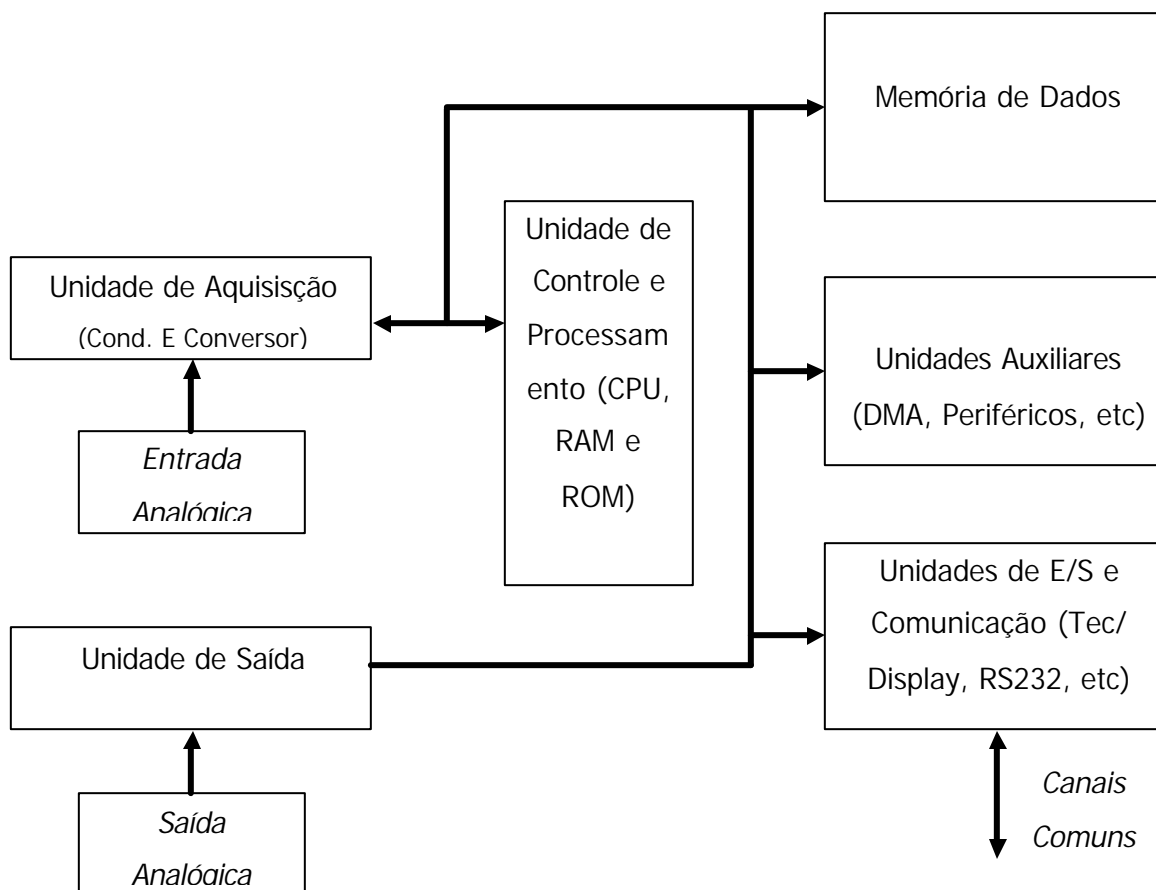 Memória de Dados
Unidade de
Controle e
Processam
ento (CPU,
RAM e
ROM)
Unidade de Aquisisção
(Cond. E Conversor)
Entrada
Analógica
Unidades Auxiliares
(DMA, Periféricos, etc)
Unidades de E/S e
Comunicação (Tec/
Display, RS232, etc)
Unidade de Saída
Saída
Analógica
Canais
Comuns